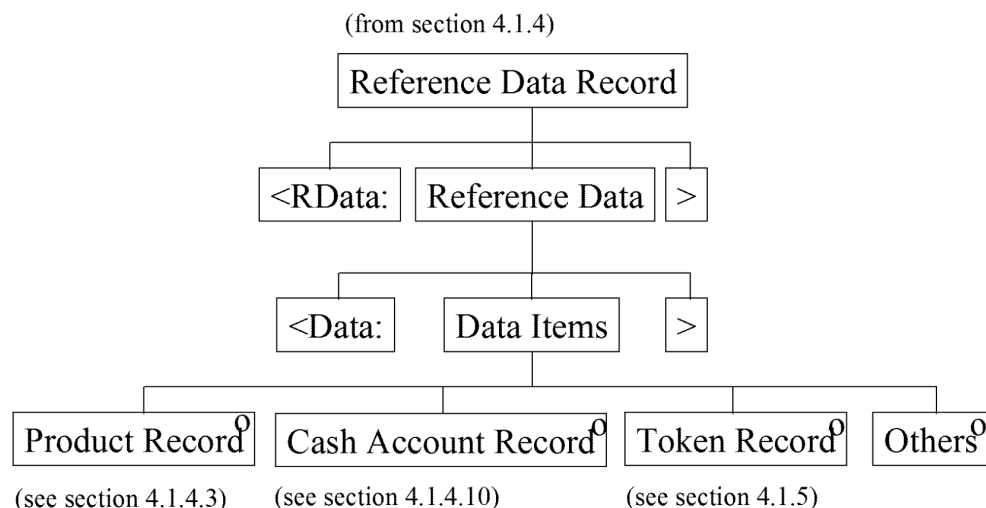 (from section 4.1.4)
Reference Data Record
<RData: Reference Data >
<Data: Data Items >
Product Record o Cash Account Record o Token Record o Others o
(see section 4.1.4.3) (see section 4.1.4.10) (see section 4.1.5)